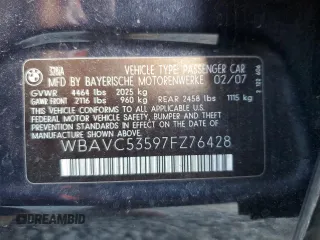 BMW
VEHICLE TYPE: PASSENGER CAR
MFD BY BAYERISCHE MOTORENWERKE 02/07
GVWR 4464 lbs 2025 kg
GAWR FRONT 2116 lbs 960 kg REAR 2458 lbs 1115 kg
THIS VEHICLE CONFORMS TO ALL APPLICABLE
FEDERAL MOTOR VEHICLE SAFETY, BUMPER AND
THEFT PREVENTION STANDARDS IN EFFECT ON THE
DATE OF MANUFACTURE SHOWN ABOVE
WBAVC53597FZ76428
DREAMBID